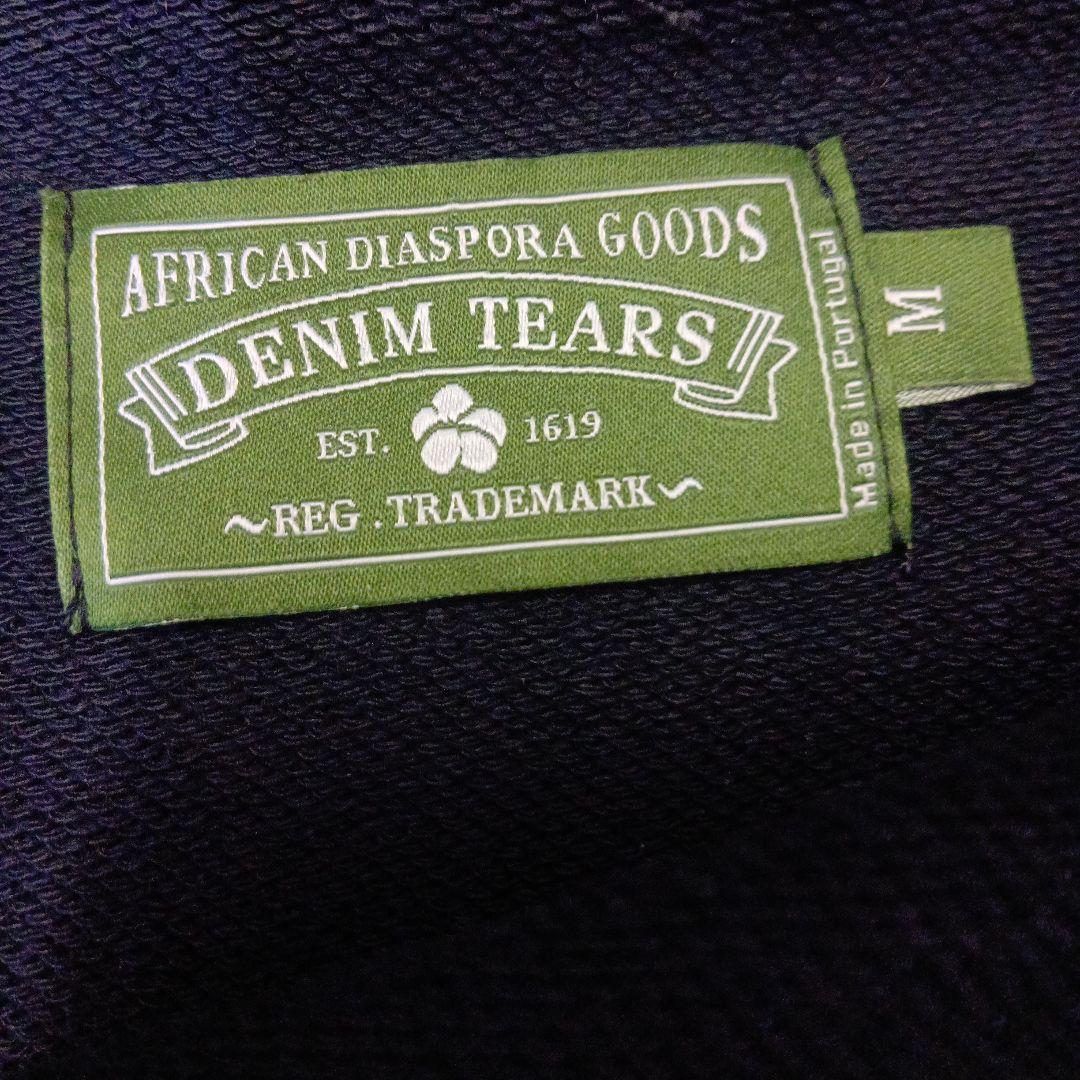 AFRICAN DIASPORA GOODS
DENIM TEARS
EST. 1619
~REG . TRADEMARK~
Made in Portugal
M